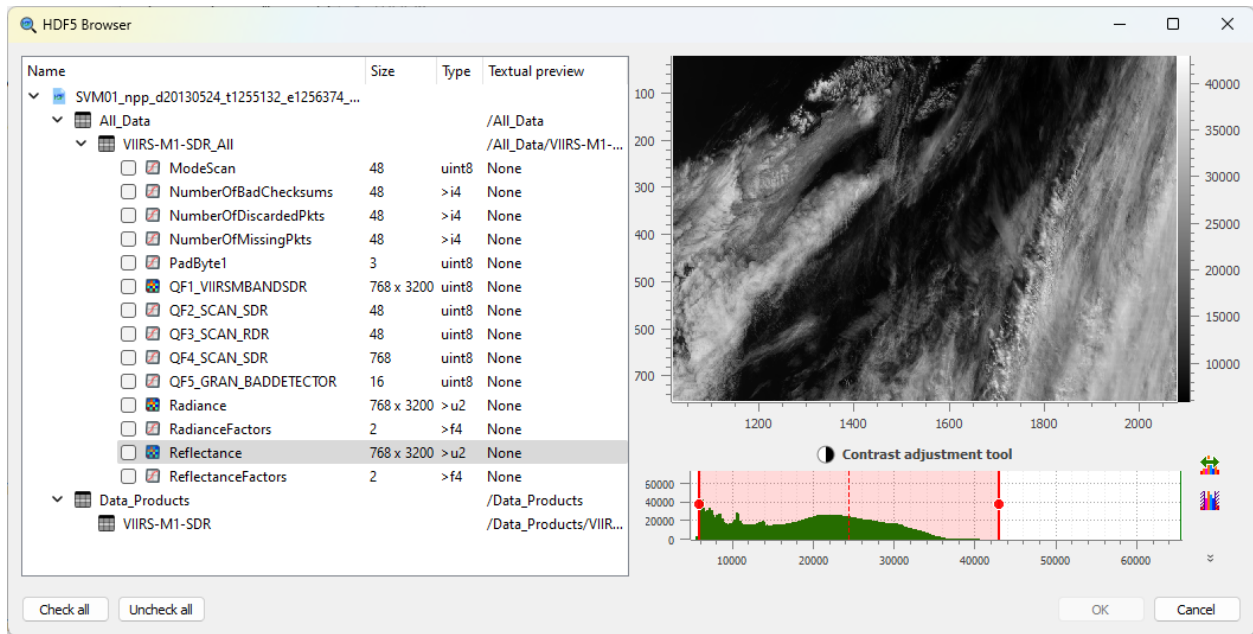 HDF5 Browser
Name Size Type Textual preview
SVM01_npp_d20130524_t1255132_e1256374_...
All_Data /All_Data
VIIRS-M1-SDR_All /All_Data/VIIRS-M1-...
ModeScan 48 uint8 None
NumberOfBadChecksums 48 >i4 None
NumberOfDiscardedPkts 48 >i4 None
NumberOfMissingPkts 48 >i4 None
PadByte1 3 uint8 None
QF1_VIIRSMBANDSDR 768 x 3200 uint8 None
QF2_SCAN_SDR 48 uint8 None
QF3_SCAN_RDR 48 uint8 None
QF4_SCAN_SDR 768 uint8 None
QF5_GRAN_BADDETECTOR 16 uint8 None
Radiance 768 x 3200 >u2 None
RadianceFactors 2 >f4 None
Reflectance 768 x 3200 >u2 None
ReflectanceFactors 2 >f4 None
Data_Products /Data_Products
VIIRS-M1-SDR /Data_Products/VIIR...
100
200
300
400
500
600
700
1200 1400 1600 1800 2000
40000
35000
30000
25000
20000
15000
10000
Contrast adjustment tool
60000
40000
20000
0
10000 20000 30000 40000 50000 60000
Check all Uncheck all OK Cancel